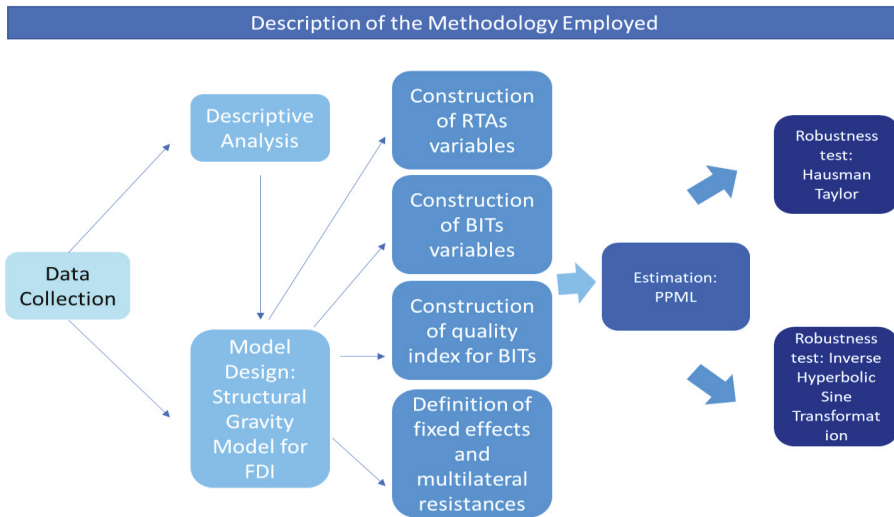 Description of the Methodology Employed
Data
Collection
Descriptive
Analysis
Model
Design:
Structural
Gravity
Model for
FDI
Construction
of RTAs
variables
Construction
of BITs
variables
Construction
of quality
index for BITs
Definition of
fixed effects
and
multilateral
resistances
Estimation:
PPML
Robustness
test:
Hausman
Taylor
Robustness
test: Inverse
Hyperbolic
Sine
Transformat
ion